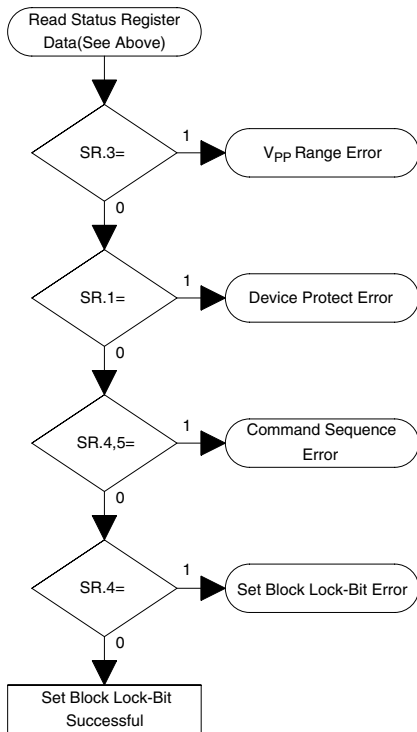 Read Status Register
Data(See Above)
SR.3=
1
VPP Range Error
0
SR.1=
1
Device Protect Error
0
SR.4,5=
1
Command Sequence
Error
0
SR.4=
1
Set Block Lock-Bit Error
0
Set Block Lock-Bit
Successful